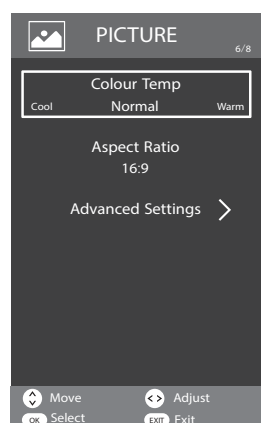 PICTURE
6/8
Colour Temp
Cool Normal Warm
Aspect Ratio
16:9
Advanced Settings
Move Adjust
OK Select EXIT Exit